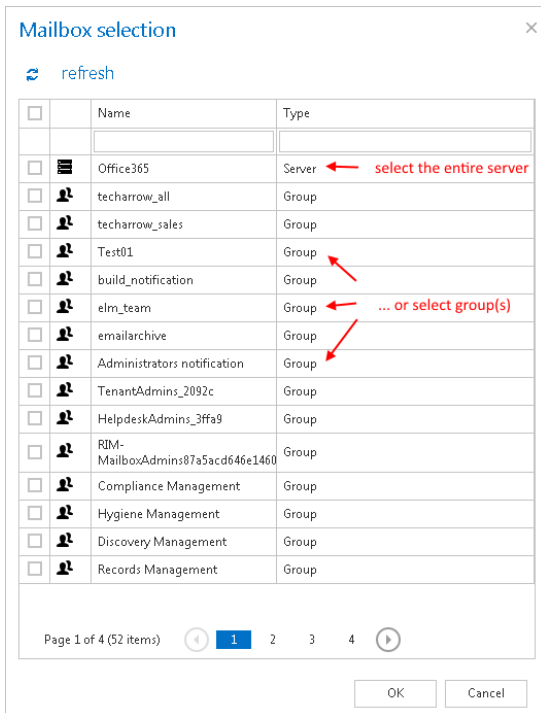 Mailbox selection
refresh
Name Type
Office365 Server select the entire server
techarrow_all Group
techarrow_sales Group
Test01 Group
build_notification Group
elm_team Group ... or select group(s)
emailarchive Group
Administrators notification Group
TenantAdmins_2092c Group
HelpdeskAdmins_3ffa9 Group
RIM-
MailboxAdmins87a5acd646e1460 Group
Compliance Management Group
Hygiene Management Group
Discovery Management Group
Records Management Group
Page 1 of 4 (52 items) 1 2 3 4
OK Cancel